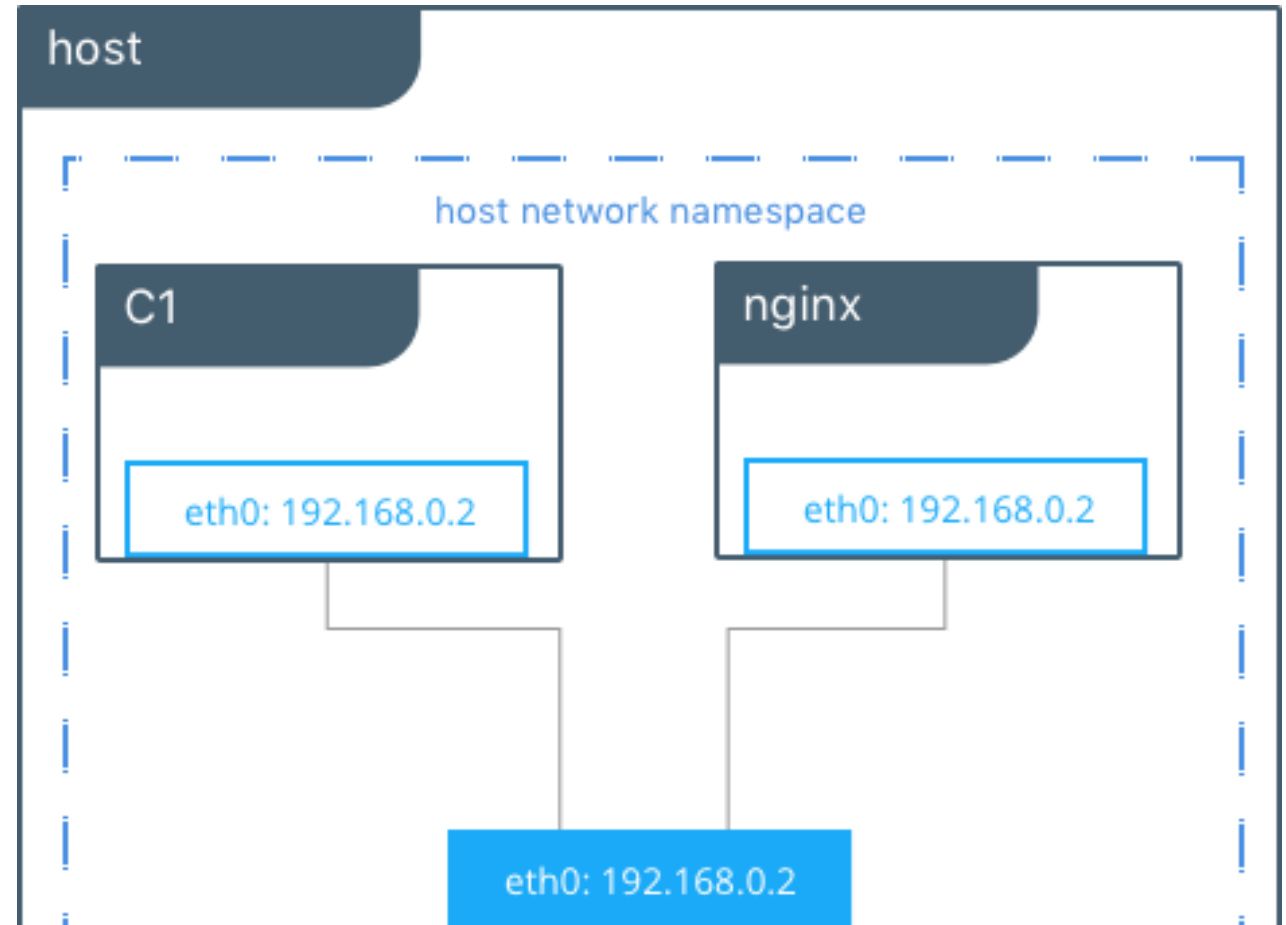 host
host network namespace
C1
nginx
eth0: 192.168.0.2
eth0: 192.168.0.2
eth0: 192.168.0.2